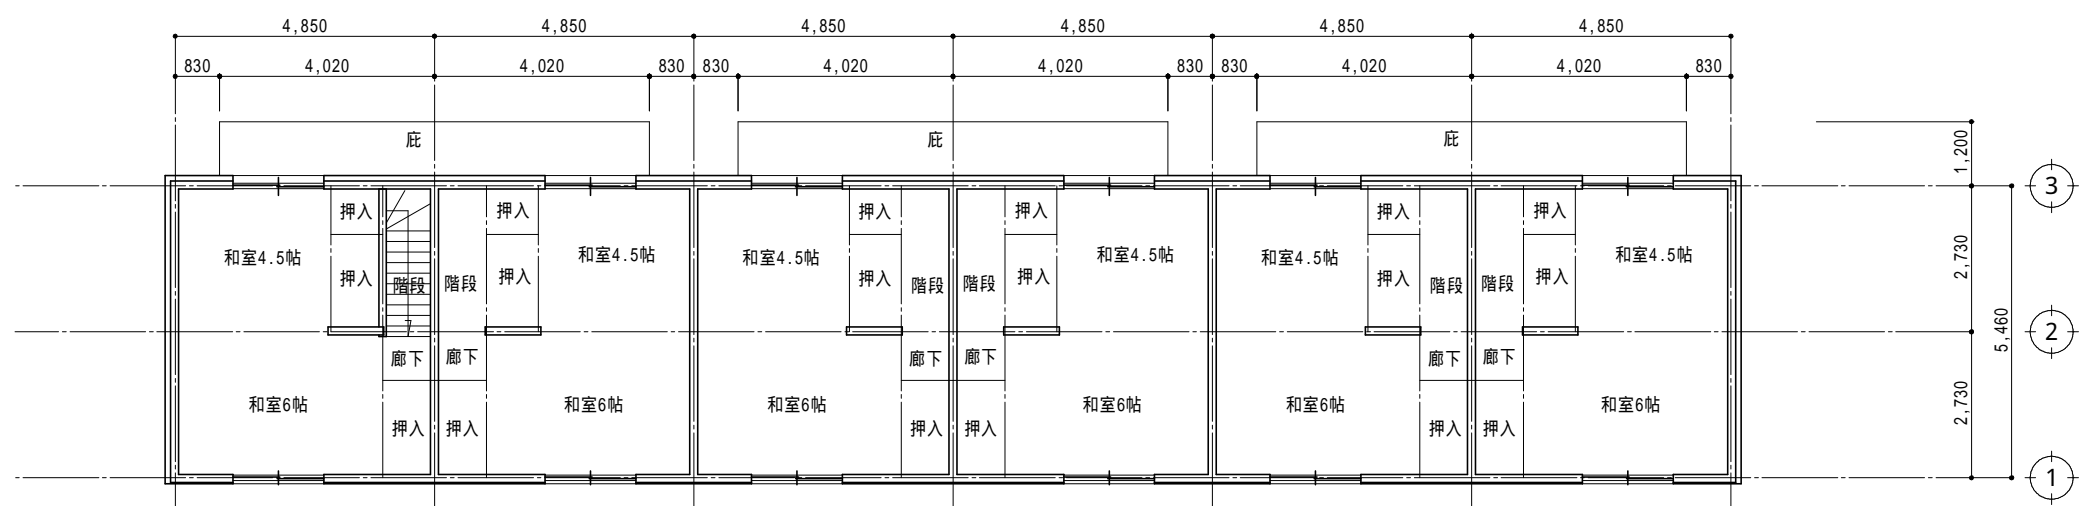 4,850 4,850 4,850 4,850 4,850 4,850
830 4,020 4,020 830 830 4,020 4,020 830 830 4,020 4,020 830
庇 庇 庇
1,200
3
押入 押入 押入 押入 押入 押入
和室4.5帖 和室4.5帖 和室4.5帖 和室4.5帖 和室4.5帖 和室4.5帖
2,730
押入 押入 押入 押入 押入 押入
階段 階段 階段 階段 階段 階段
5,460
2
廊下 廊下 廊下 廊下 廊下 廊下
和室6帖 和室6帖 和室6帖 和室6帖 和室6帖 和室6帖
2,730
押入 押入 押入 押入 押入 押入
1